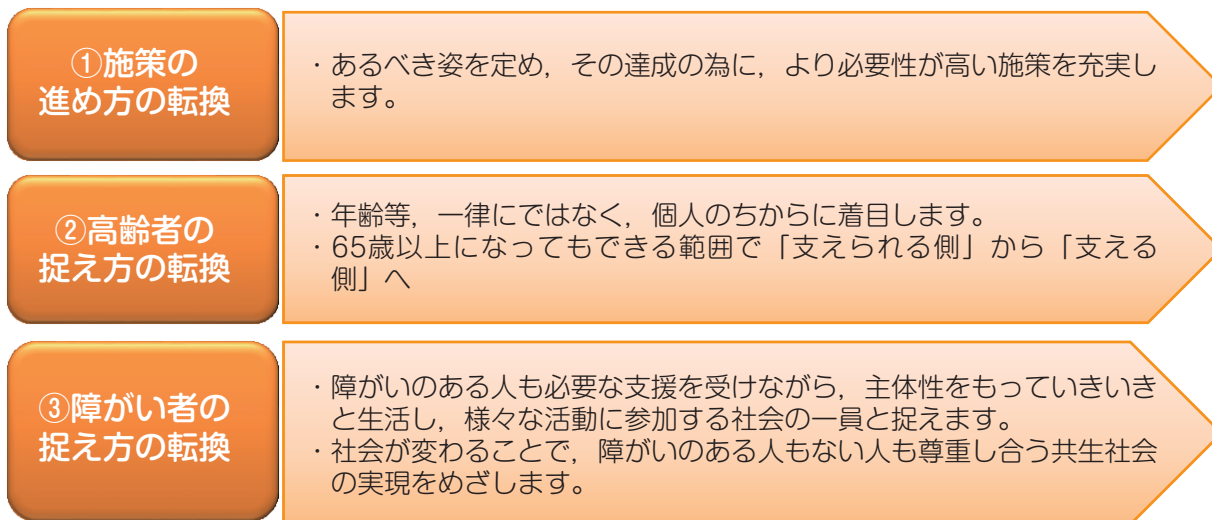 ①施策の
進め方の転換
・あるべき姿を定め，その達成の為に，より必要性が高い施策を充実し
ます。
②高齢者の
捉え方の転換
・年齢等，一律にではなく，個人のちからに着目します。
・65歳以上になってもできる範囲で「支えられる側」から「支える
側」へ
③障がい者の
捉え方の転換
・障がいのある人も必要な支援を受けながら，主体性をもっていきいき
と生活し，様々な活動に参加する社会の一員と捉えます。
・社会が変わることで，障がいのある人もない人も尊重し合う共生社会
の実現をめざします。